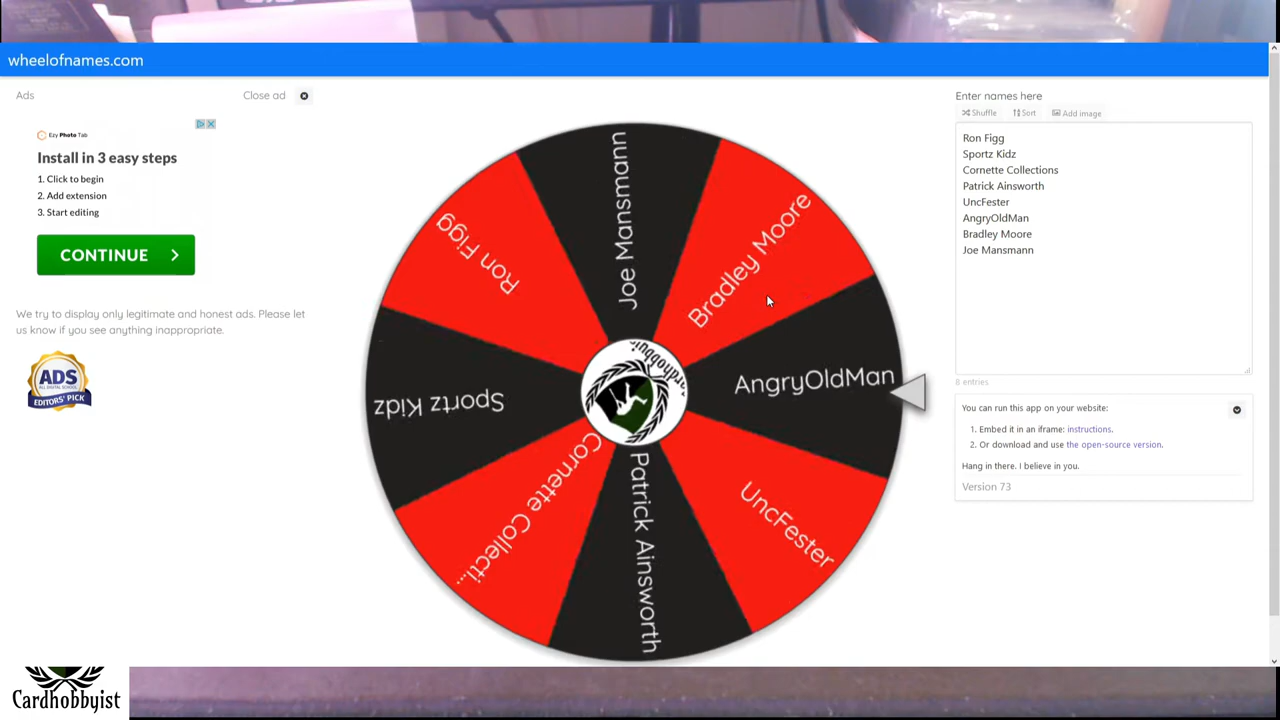 wheelofnames.com
Ads
Close ad
Ezy Photo Tab
Install in 3 easy steps
1. Click to begin
2. Add extension
3. Start editing
CONTINUE
We try to display only legitimate and honest ads. Please let
us know if you see anything inappropriate.
ADS
EDITORS' PICK
Joe Mansmann
Bradley Moore
AngryOldMan
UncFester
Patrick Ainsworth
Cornette Collecti...
Sportz Kidz
Ron Figg
Cardhobbyis
Enter names here
Shuffle
Sort
Add image
Ron Figg
Sportz Kidz
Cornette Collections
Patrick Ainsworth
UncFester
AngryOldMan
Bradley Moore
Joe Mansmann
8 entries
You can run this app on your website:
1. Embed it in an iframe: instructions.
2. Or download and use the open-source version.
Hang in there. I believe in you.
Version 73
Cardhobbyist